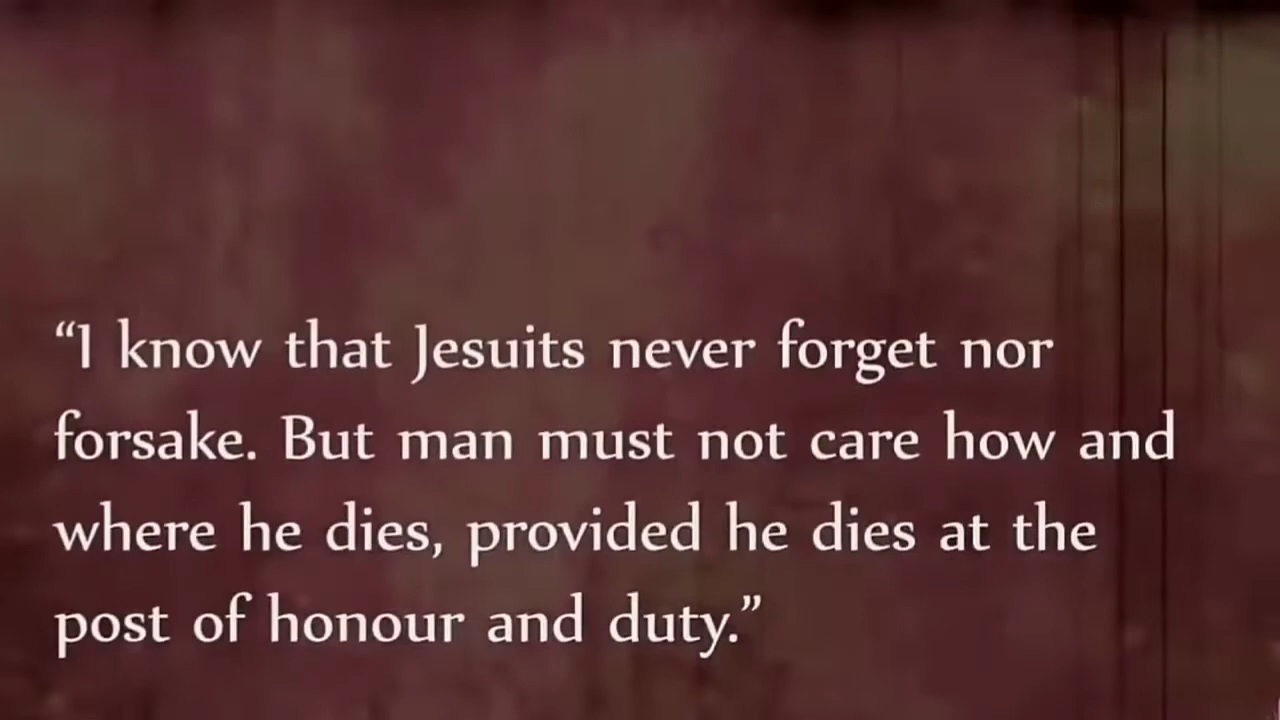 “I know that Jesuits never forget nor
forsake. But man must not care how and
where he dies, provided he dies at the
post of honour and duty.”